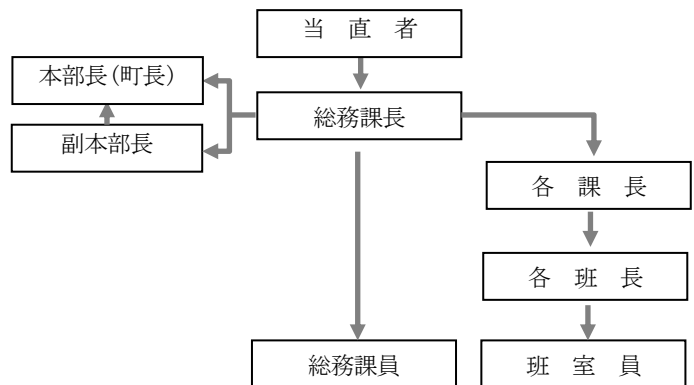 当　直　者
本部長(町長)
総務課長
副本部長
各　課　長
各　班　長
総務課員
班　室　員